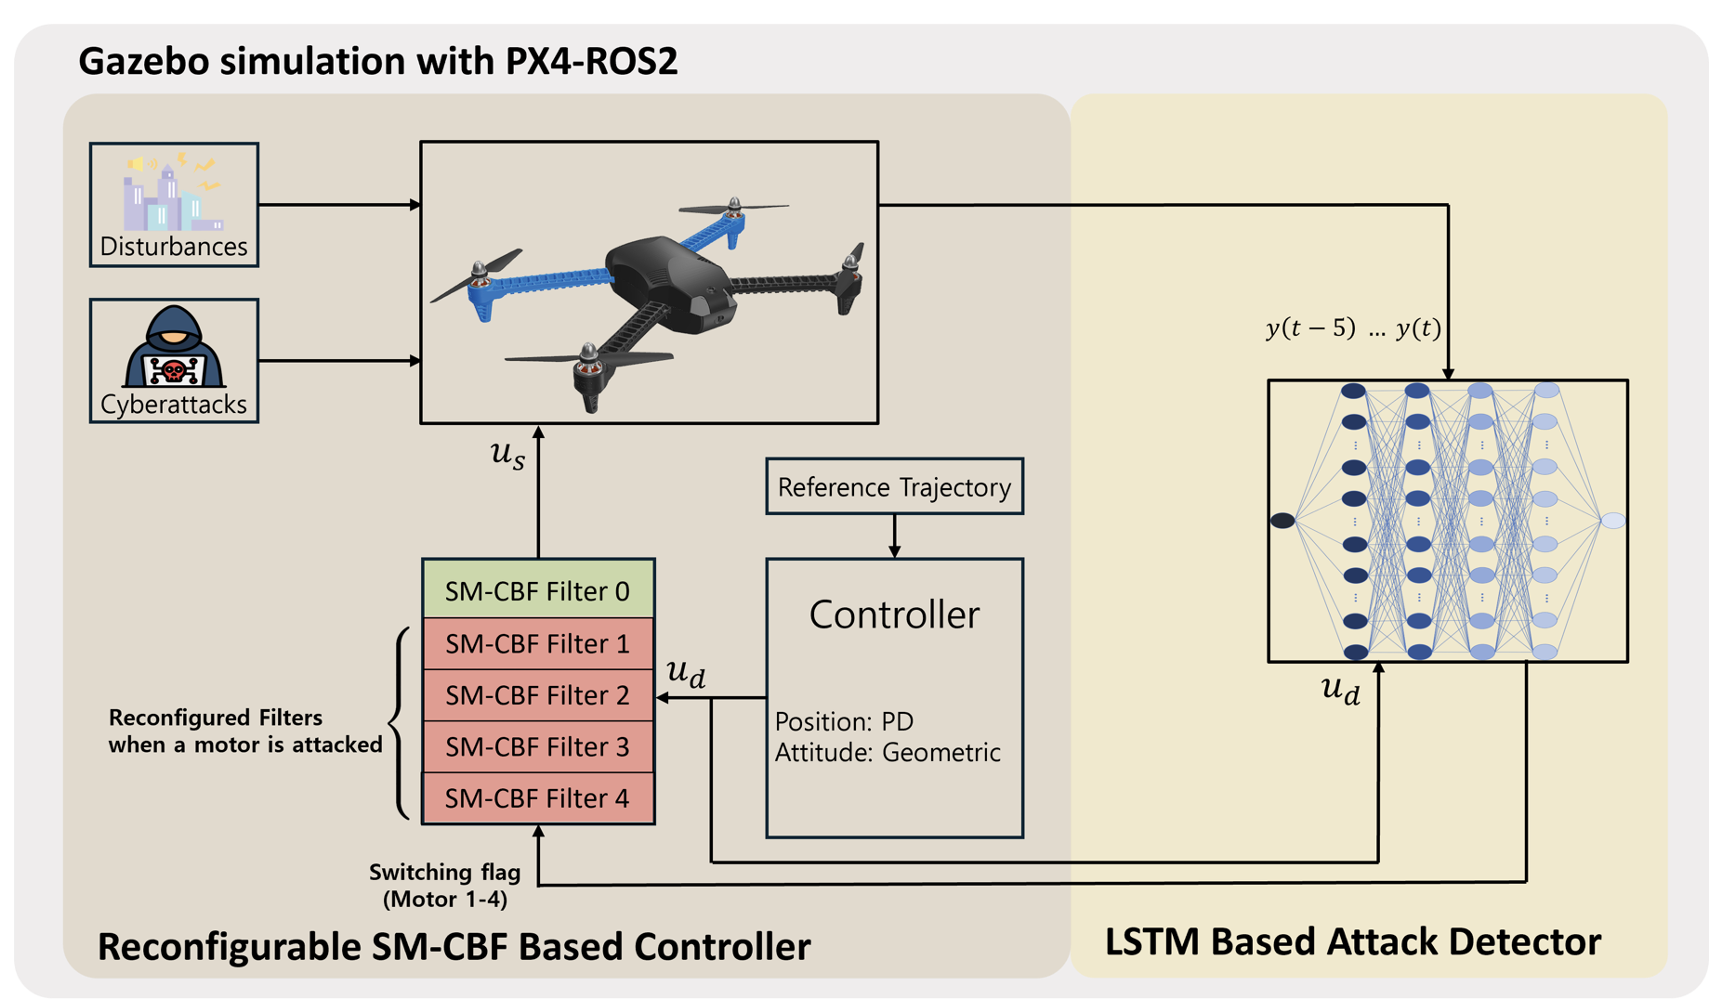 Gazebo simulation with PX4-ROS2
Disturbances
Cyberattacks
y(t − 5) ... y(t)
u_s
Reference Trajectory
SM-CBF Filter 0
SM-CBF Filter 1
SM-CBF Filter 2
SM-CBF Filter 3
SM-CBF Filter 4
Reconfigured Filters
when a motor is attacked
u_d
Controller
Position: PD
Attitude: Geometric
u_d
Switching flag
(Motor 1-4)
Reconfigurable SM-CBF Based Controller
LSTM Based Attack Detector